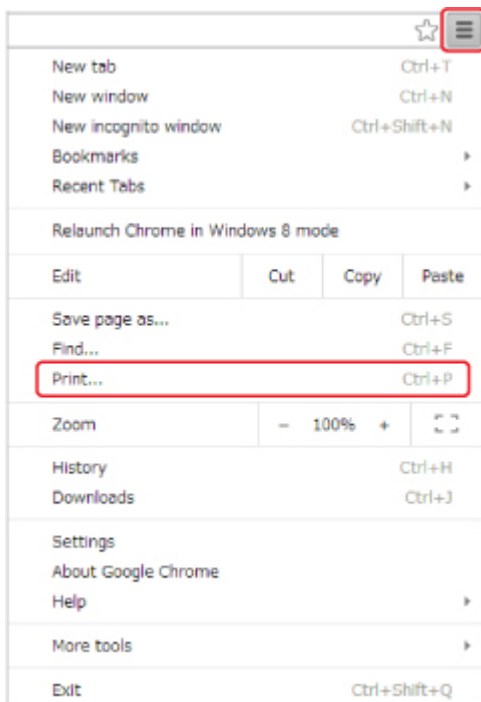 New tab Ctrl+T
New window Ctrl+N
New incognito window Ctrl+Shift+N
Bookmarks
Recent Tabs
Relaunch Chrome in Windows 8 mode
Edit Cut Copy Paste
Save page as... Ctrl+S
Find... Ctrl+F
Print... Ctrl+P
Zoom − 100% +
History Ctrl+H
Downloads Ctrl+J
Settings
About Google Chrome
Help
More tools
Exit Ctrl+Shift+Q